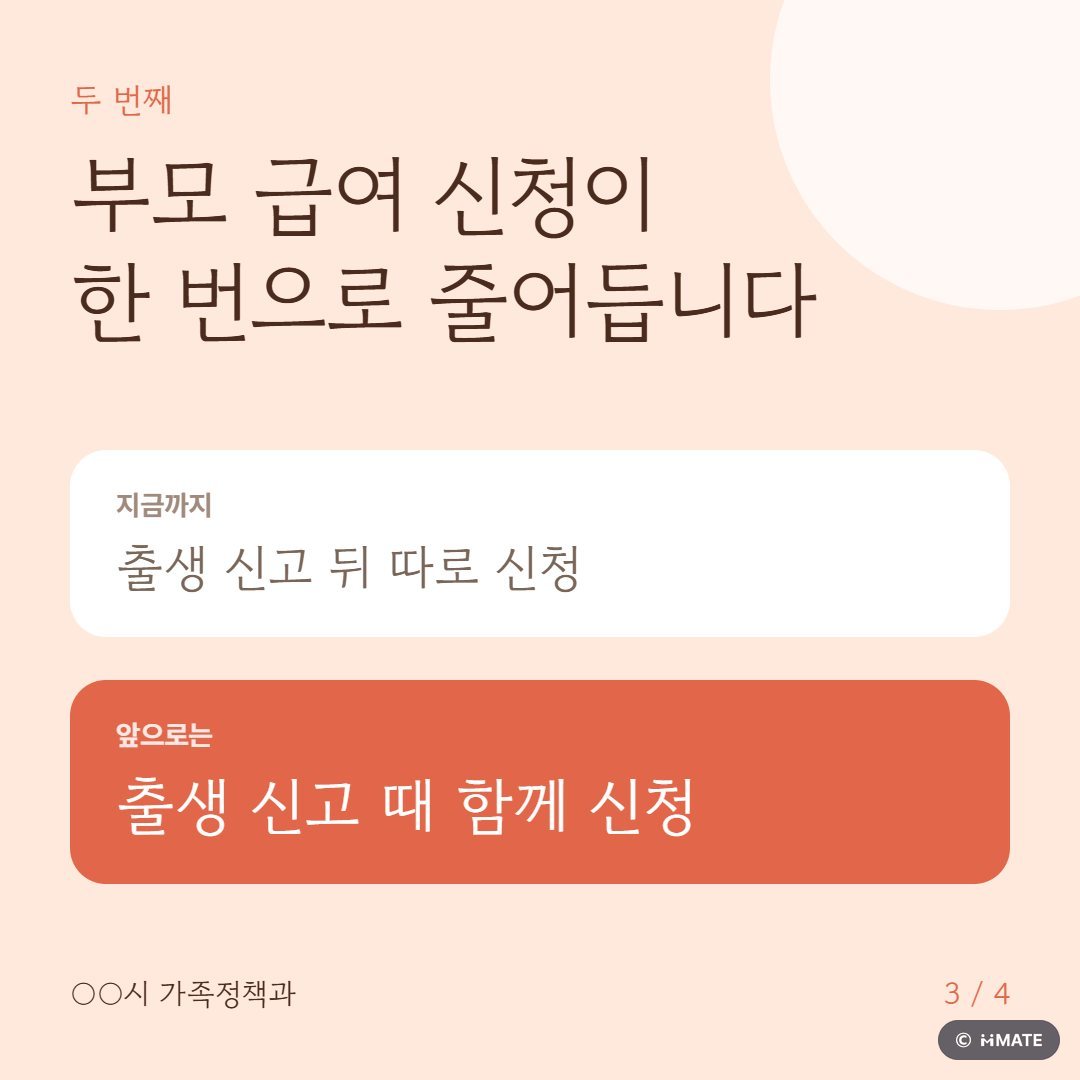 두 번째
부모 급여 신청이
한 번으로 줄어듭니다
지금까지
출생 신고 뒤 따로 신청
앞으로는
출생 신고 때 함께 신청
○○시 가족정책과
3 / 4
© MMATE